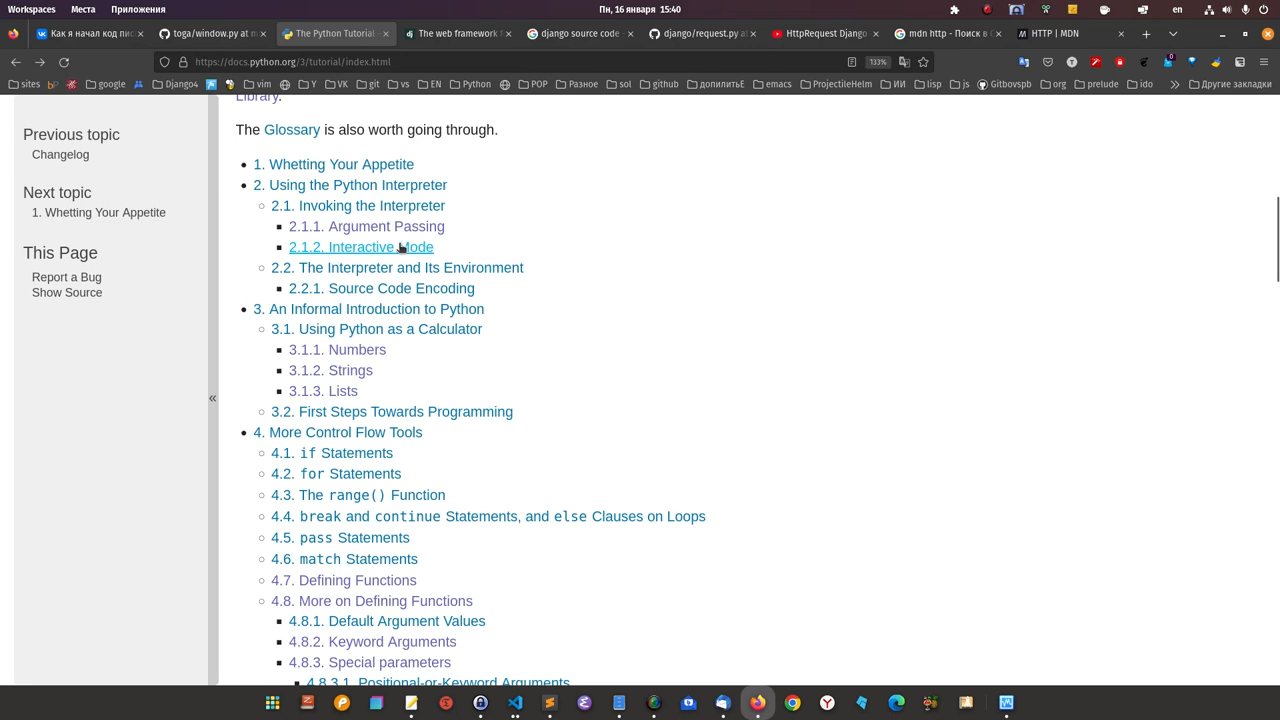 Workspaces Места Приложения Пн, 16 января 15:40 en
Как я начал код пис
toga/window.py at m
The Python Tutorial
The web framework f
django source code
django/request.py at
HttpRequest Django
mdn http - Поиск в G
HTTP | MDN
https://docs.python.org/3/tutorial/index.html 133%
sites google Django4 vim Y VK git vs EN Python POP Разное sol github допилитьЕ emacs ProjectileHelm ИИ lisp js Gitbovspb org prelude ido Другие закладки
Previous topic
Changelog
Next topic
1. Whetting Your Appetite
This Page
Report a Bug
Show Source
«
Library.
The Glossary is also worth going through.
1. Whetting Your Appetite
2. Using the Python Interpreter
2.1. Invoking the Interpreter
2.1.1. Argument Passing
2.1.2. Interactive Mode
2.2. The Interpreter and Its Environment
2.2.1. Source Code Encoding
3. An Informal Introduction to Python
3.1. Using Python as a Calculator
3.1.1. Numbers
3.1.2. Strings
3.1.3. Lists
3.2. First Steps Towards Programming
4. More Control Flow Tools
4.1. if Statements
4.2. for Statements
4.3. The range() Function
4.4. break and continue Statements, and else Clauses on Loops
4.5. pass Statements
4.6. match Statements
4.7. Defining Functions
4.8. More on Defining Functions
4.8.1. Default Argument Values
4.8.2. Keyword Arguments
4.8.3. Special parameters
4.8.3.1. Positional-or-Keyword Arguments